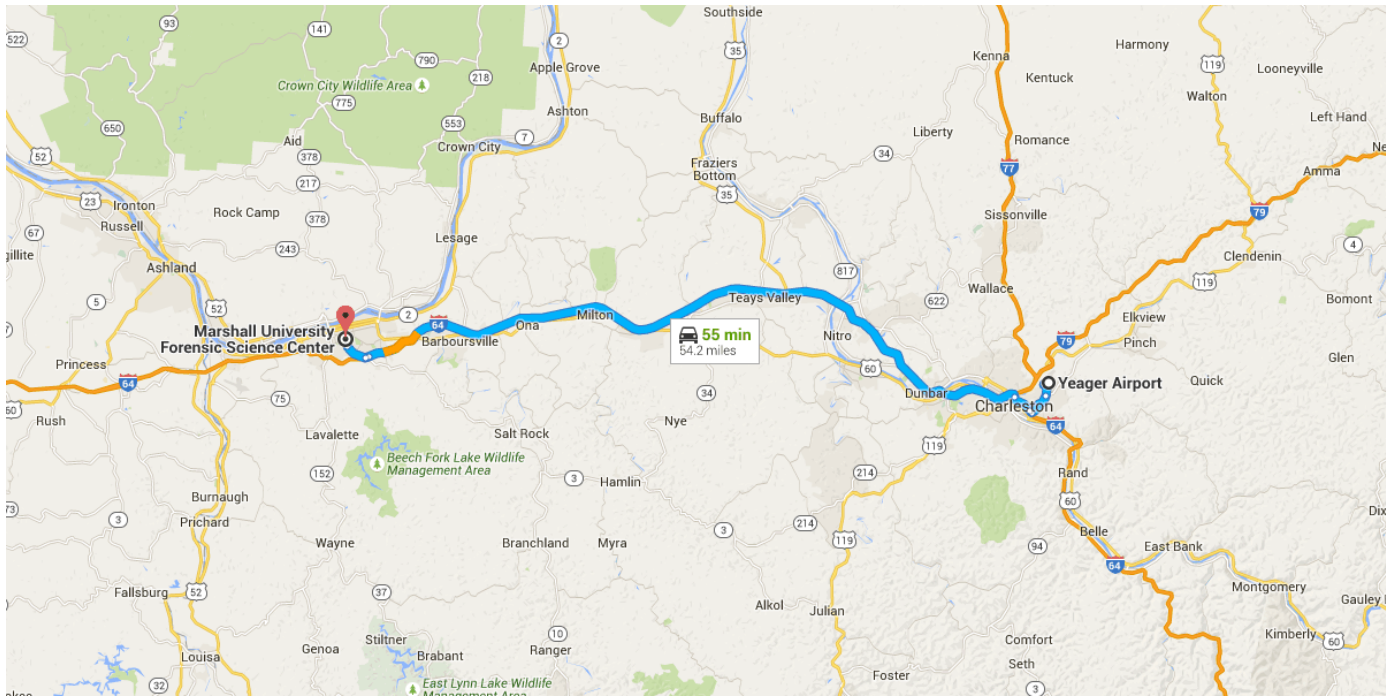 Southside
93
141
2
35
522
Kenna
Harmony
119
Looneyville
790
Apple Grove
Kentuck
Crown City Wildlife Area
218
Walton
775
Ashton
Left Hand
650
553
7
Buffalo
Liberty
Romance
52
Aid
378
Crown City
34
Ne
Fraziers
Bottom
77
Amma
217
35
23
Ironton
Rock Camp
378
Sissonville
79
Russell
67
Lesage
4
gillite
243
Clendenin
Ashland
817
119
5
52
2
Teays Valley
622
Wallace
Bomont
Marshall University
Forensic Science Center
64
Ona
Milton
55 min
54.2 miles
Nitro
Elkview
79
Pinch
Barboursville
Glen
Princess
64
60
Yeager Airport
Quick
60
75
34
Dunbar
Charleston
Rush
Nye
64
Lavalette
Salt Rock
119
Beech Fork Lake Wildlife
Management Area
152
214
Rand
3
Hamlin
60
Burnaugh
73
3
Prichard
214
Dix
3
Belle
Wayne
Branchland
Myra
119
94
East Bank
64
Fallsburg
52
37
Montgomery
Alkol
Julian
Gauley
Stiltner
10
Kimberly
60
Louisa
Genoa
Brabant
Ranger
Comfort
Seth
32
East Lynn Lake Wildlife
Management Area
Foster
3